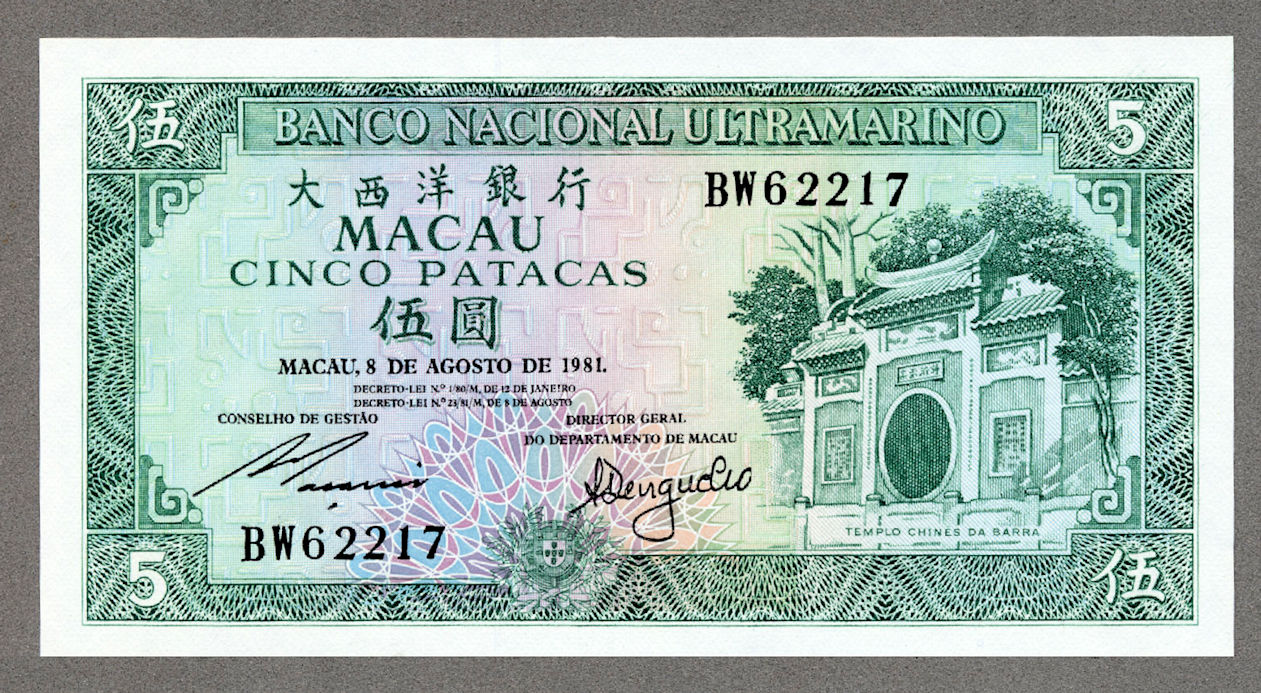 伍
BANCO NACIONAL ULTRAMARINO
5
大西洋銀行
BW62217
MACAU
CINCO PATACAS
伍圓
MACAU, 8 DE AGOSTO DE 1981.
DECRETO-LEI N.º 1/80/M, DE 12 DE JANEIRO
DECRETO-LEI N.º 23/81/M, DE 8 DE AGOSTO
CONSELHO DE GESTÃO
DIRECTOR GERAL
DO DEPARTAMENTO DE MACAU
BW62217
TEMPLO CHINES DA BARRA
5
伍